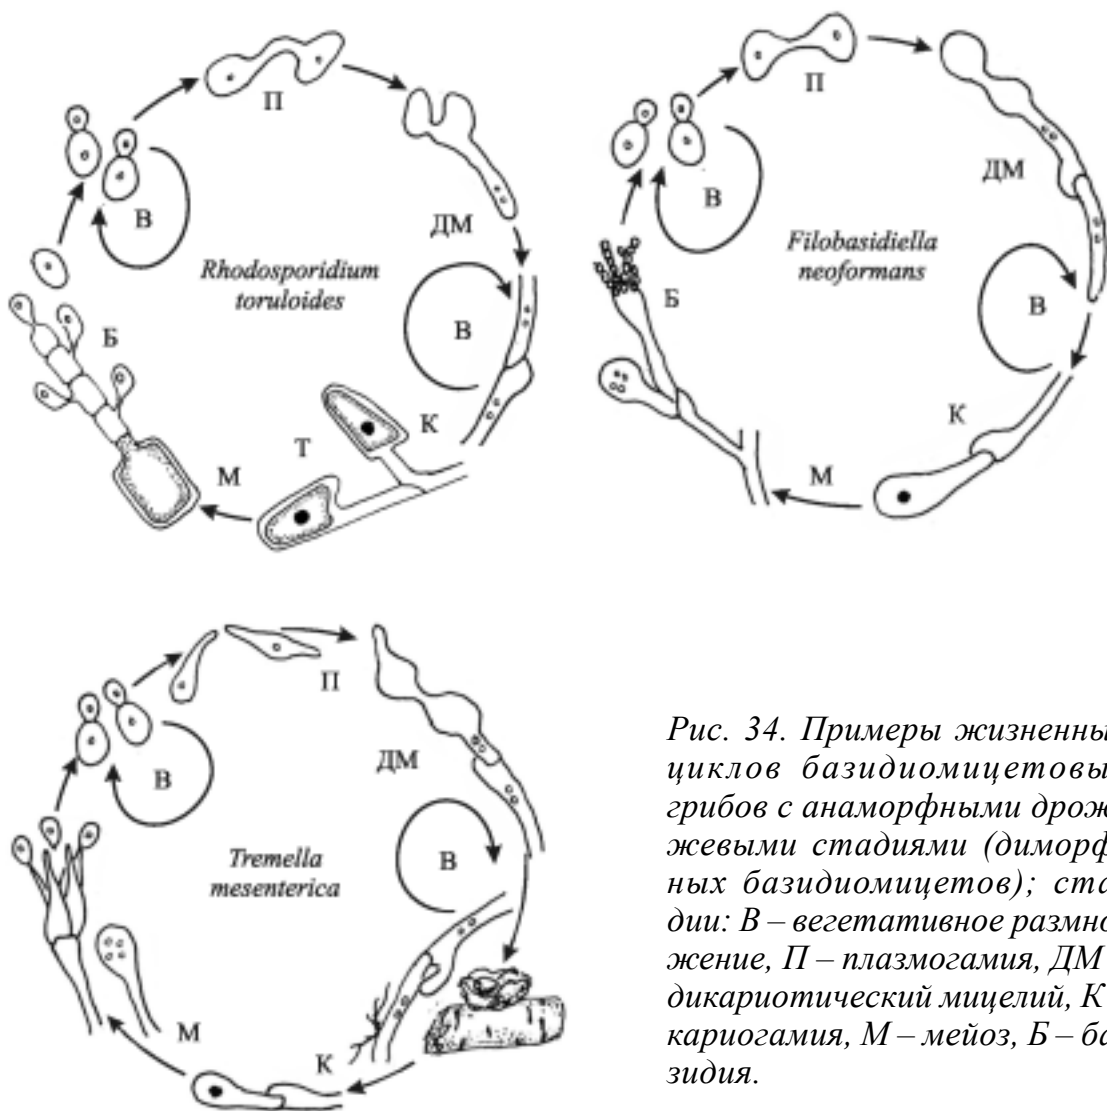 П
ДМ
В
Rhodosporidium
toruloides
В
Б
К
Т
М
П
ДМ
В
Filobasidiella
neoformans
В
Б
К
М
П
ДМ
В
В
Tremella
mesenterica
М
К
Рис. 34. Примеры жизненны
циклов базидиомицетовы
грибов с анаморфными дрож
жевыми стадиями (диморф
ных базидиомицетов); ста
дии: В – вегетативное размно
жение, П – плазмогамия, ДМ
дикариотический мицелий, К
кариогамия, М – мейоз, Б – ба
зидия.